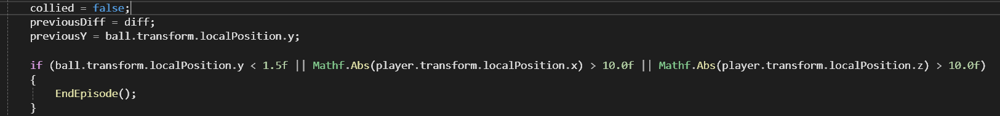 collied = false;
previousDiff = diff;
previousY = ball.transform.localPosition.y;
if (ball.transform.localPosition.y < 1.5f || Mathf.Abs(player.transform.localPosition.x) > 10.0f || Mathf.Abs(player.transform.localPosition.z) > 10.0f)
{
EndEpisode();
}